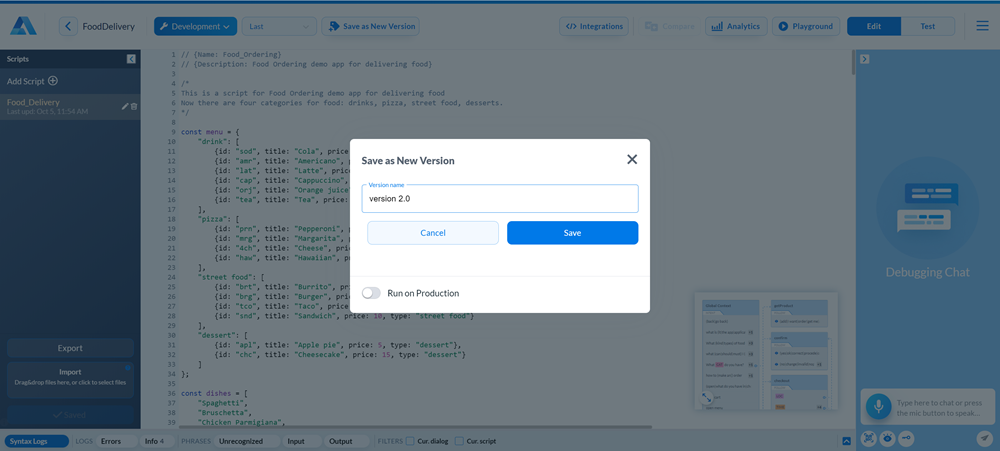 FoodDelivery
Development
Last
Save as New Version
Integrations
Analytics
Playground
Edit
Test
Scripts
Add Script
Food_Delivery
Last upd: Oct 5, 11:54 AM
Export
Import
Drag&drop files here, or click to select files
Saved
1 // {Name: Food_Ordering}
2 // {Description: Food Ordering demo app for delivering food}
3
4 /*
5 This is a script for Food Ordering demo app for delivering food
6 Now there are four categories for food: drinks, pizza, street food, desserts.
7 */
8
9 const menu = {
10 "drink": [
11 {id: "sod", title: "Cola", price
12 {id: "amr", title: "Americano",
13 {id: "lat", title: "Latte",
14 {id: "cap", title: "Cappuccino",
15 {id: "orj", title: "Orange juice
16 {id: "tea", title: "Tea", price:
17 ],
18 "pizza": [
19 {id: "prn", title: "Pepperoni",
20 {id: "mrg", title: "Margarita",
21 {id: "4ch", title: "Cheese",
22 {id: "haw", title: "Hawaiian",
23 ],
24 "street food": [
25 {id: "brt", title: "Burrito",
26 {id: "brg", title: "Burger",
27 {id: "tco", title: "Taco", price
28 {id: "snd", title: "Sandwich", price: 10, type: "street food"}
29 ],
30 "dessert": [
31 {id: "apl", title: "Apple pie", price: 5, type: "dessert"},
32 {id: "chc", title: "Cheesecake", price: 15, type: "dessert"}
33 ]
34 };
35
36 const dishes = [
37 "Spaghetti",
38 "Bruschetta",
39 "Chicken Parmigiana",
Save as New Version
Version name
version 2.0
Cancel
Save
Run on Production
Debugging Chat
Type here to chat or press
the mic button to speak...
Syntax Logs
LOGS
Errors
Info 4
PHRASES
Unrecognized
Input
Output
FILTERS
Cur. dialog
Cur. script